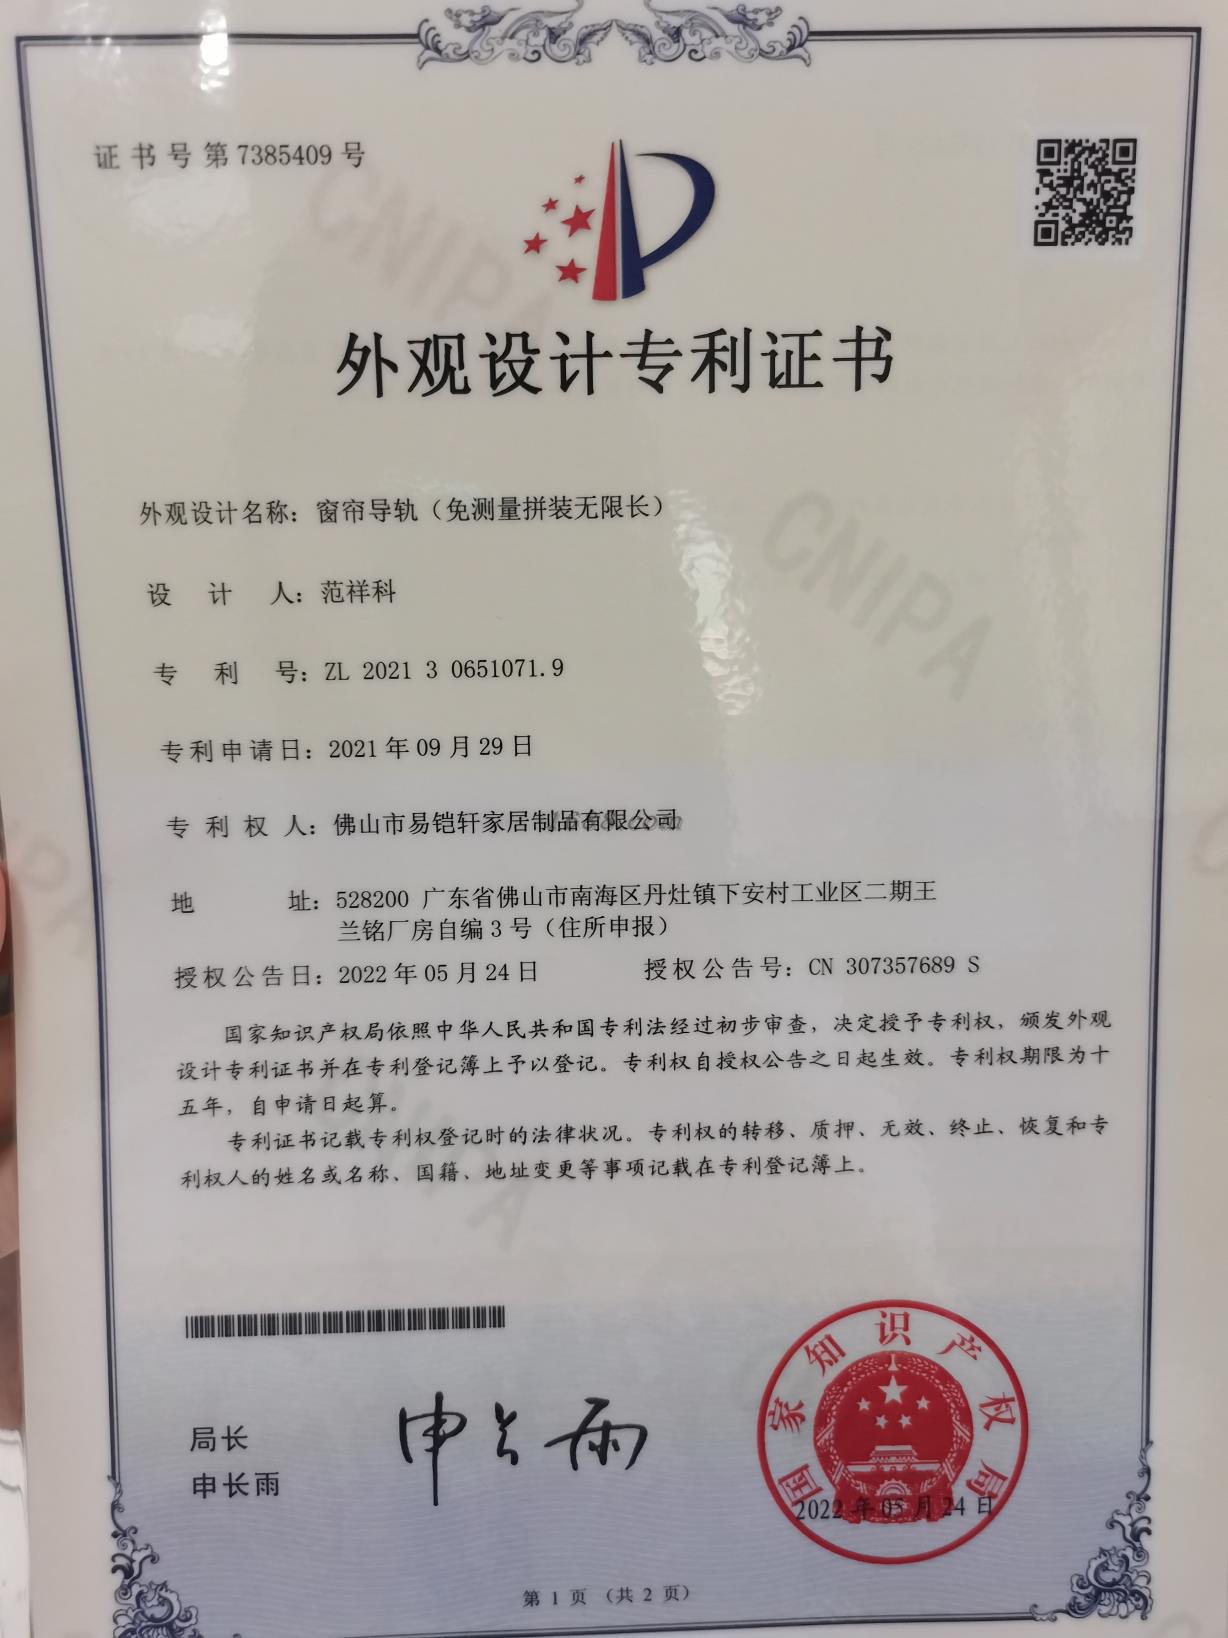 证书号第7385409号
外观设计专利证书
外观设计名称：窗帘导轨（免测量拼装无限长）
设计人：范祥科
专利号：ZL 2021 3 0651071.9
专利申请日：2021年09月29日
专利权人：佛山市易铠轩家居制品有限公司
地址：528200 广东省佛山市南海区丹灶镇下安村工业区二期王
兰铭厂房自编3号（住所申报）
授权公告日：2022年05月24日 授权公告号：CN 307357689 S
国家知识产权局依照中华人民共和国专利法经过初步审查，决定授予专利权，颁发外观
设计专利证书并在专利登记簿上予以登记。专利权自授权公告之日起生效。专利权期限为十
五年，自申请日起算。
专利证书记载专利权登记时的法律状况。专利权的转移、质押、无效、终止、恢复和专
利权人的姓名或名称、国籍、地址变更等事项记载在专利登记簿上。
局长
申长雨
申长雨
国家知识产权局
2022年05月24日
第 1 页 （共 2 页）
CNIPA
CNIPA